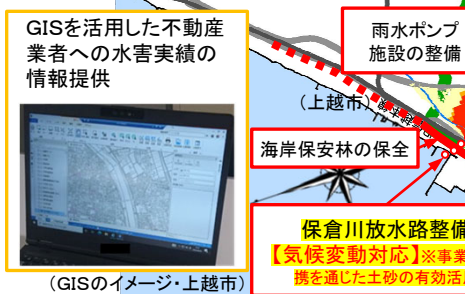 GISを活用した不動産
業者への水害実績の
情報提供
(GISのイメージ・上越市)
雨水ポンプ
施設の整備
(上越市)
海岸保安林の保全
保倉川放水路整備
【気候変動対応】※事業
携を通じた土砂の有効活